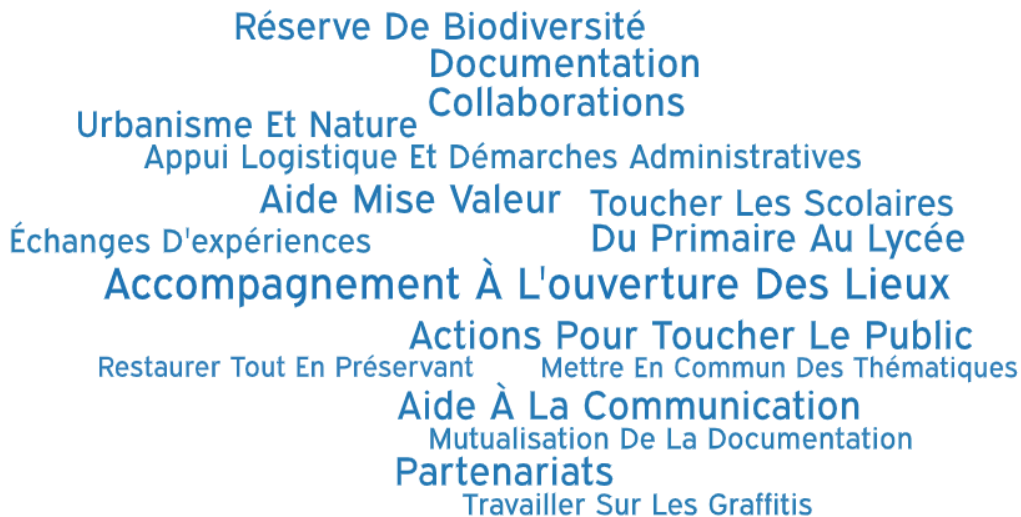 Réserve De Biodiversité
Documentation
Collaborations
Urbanisme Et Nature
Appui Logistique Et Démarches Administratives
Aide Mise Valeur
Toucher Les Scolaires
Du Primaire Au Lycée
Échanges D'expériences
Accompagnement À L'ouverture Des Lieux
Actions Pour Toucher Le Public
Restaurer Tout En Préservant
Mettre En Commun Des Thématiques
Aide À La Communication
Mutualisation De La Documentation
Partenariats
Travailler Sur Les Graffitis